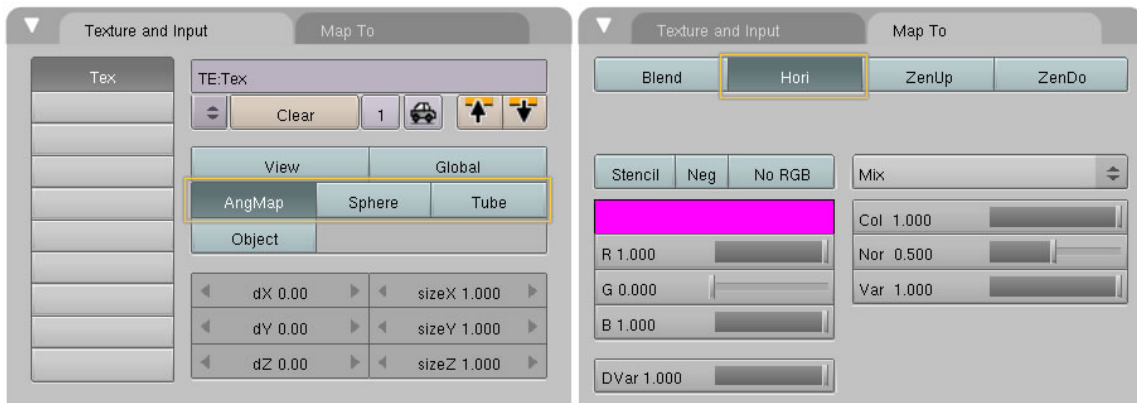 Texture and Input Map To
Tex
TE:Tex
Clear 1
View Global
AngMap Sphere Tube
Object
dX 0.00 sizeX 1.000
dY 0.00 sizeY 1.000
dZ 0.00 sizeZ 1.000
Texture and Input Map To
Blend Hori ZenUp ZenDo
Stencil Neg No RGB Mix
Col 1.000
R 1.000 Nor 0.500
G 0.000 Var 1.000
B 1.000
DVar 1.000